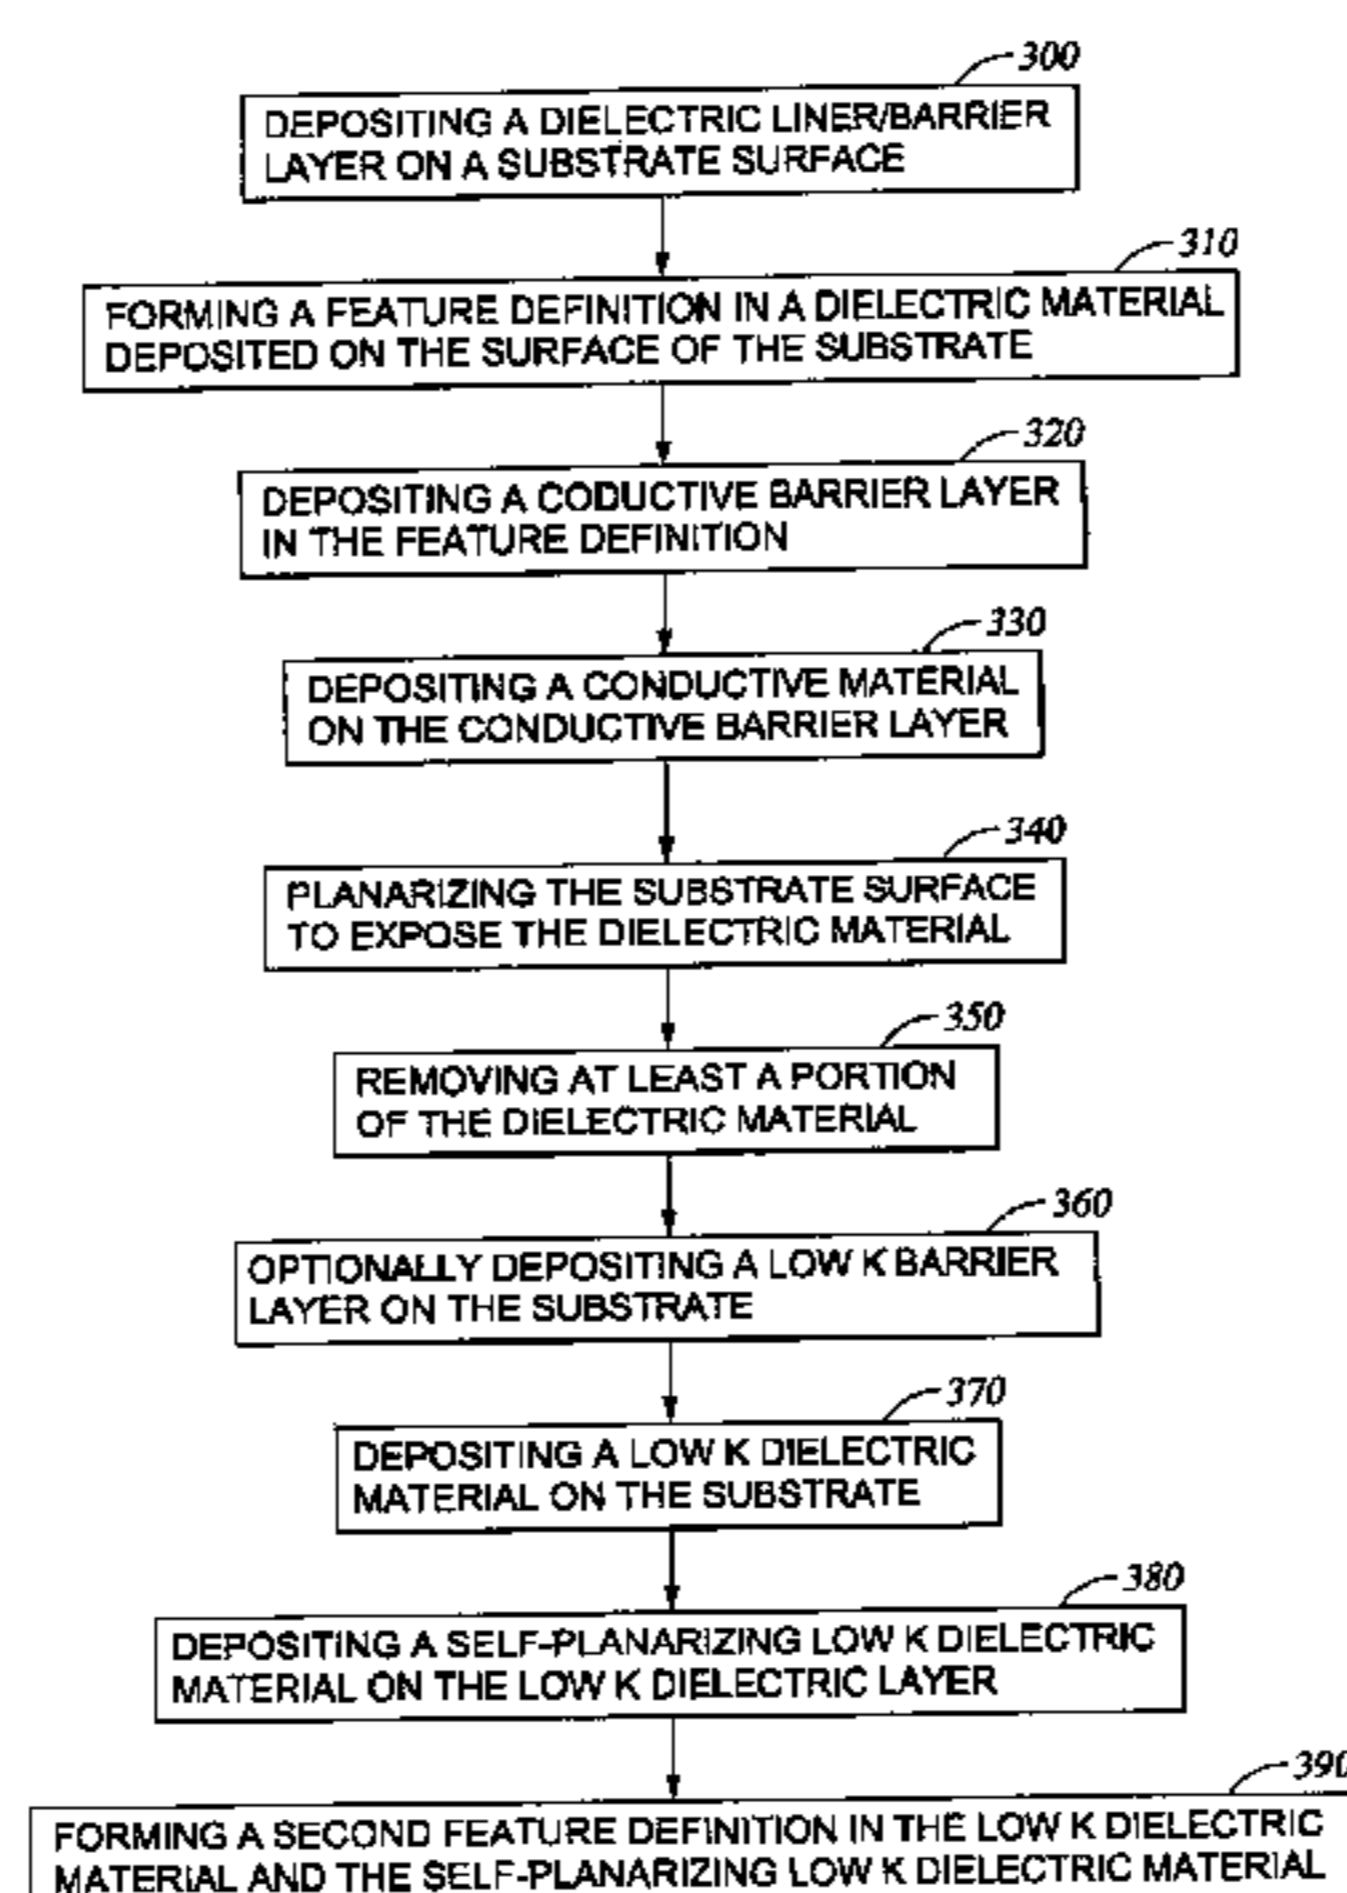 300
DEPOSITING A DIELECTRIC LINER/BARRIER
LAYER ON A SUBSTRATE SURFACE
310
FORMING A FEATURE DEFINITION IN A DIELECTRIC MATERIAL
DEPOSITED ON THE SURFACE OF THE SUBSTRATE
320
DEPOSITING A CODUCTIVE BARRIER LAYER
IN THE FEATURE DEFINITION
330
DEPOSITING A CONDUCTIVE MATERIAL
ON THE CONDUCTIVE BARRIER LAYER
340
PLANARIZING THE SUBSTRATE SURFACE
TO EXPOSE THE DIELECTRIC MATERIAL
350
REMOVING AT LEAST A PORTION
OF THE DIELECTRIC MATERIAL
360
OPTIONALLY DEPOSITING A LOW K BARRIER
LAYER ON THE SUBSTRATE
370
DEPOSITING A LOW K DIELECTRIC
MATERIAL ON THE SUBSTRATE
380
DEPOSITING A SELF-PLANARIZING LOW K DIELECTRIC
MATERIAL ON THE LOW K DIELECTRIC LAYER
390
FORMING A SECOND FEATURE DEFINITION IN THE LOW K DIELECTRIC
MATERIAL AND THE SELF-PLANARIZING LOW K DIELECTRIC MATERIAL